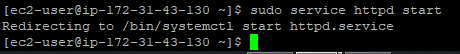 [ec2-user@ip-172-31-43-130 ~]$ sudo service httpd start
Redirecting to /bin/systemctl start httpd.service
[ec2-user@ip-172-31-43-130 ~]$